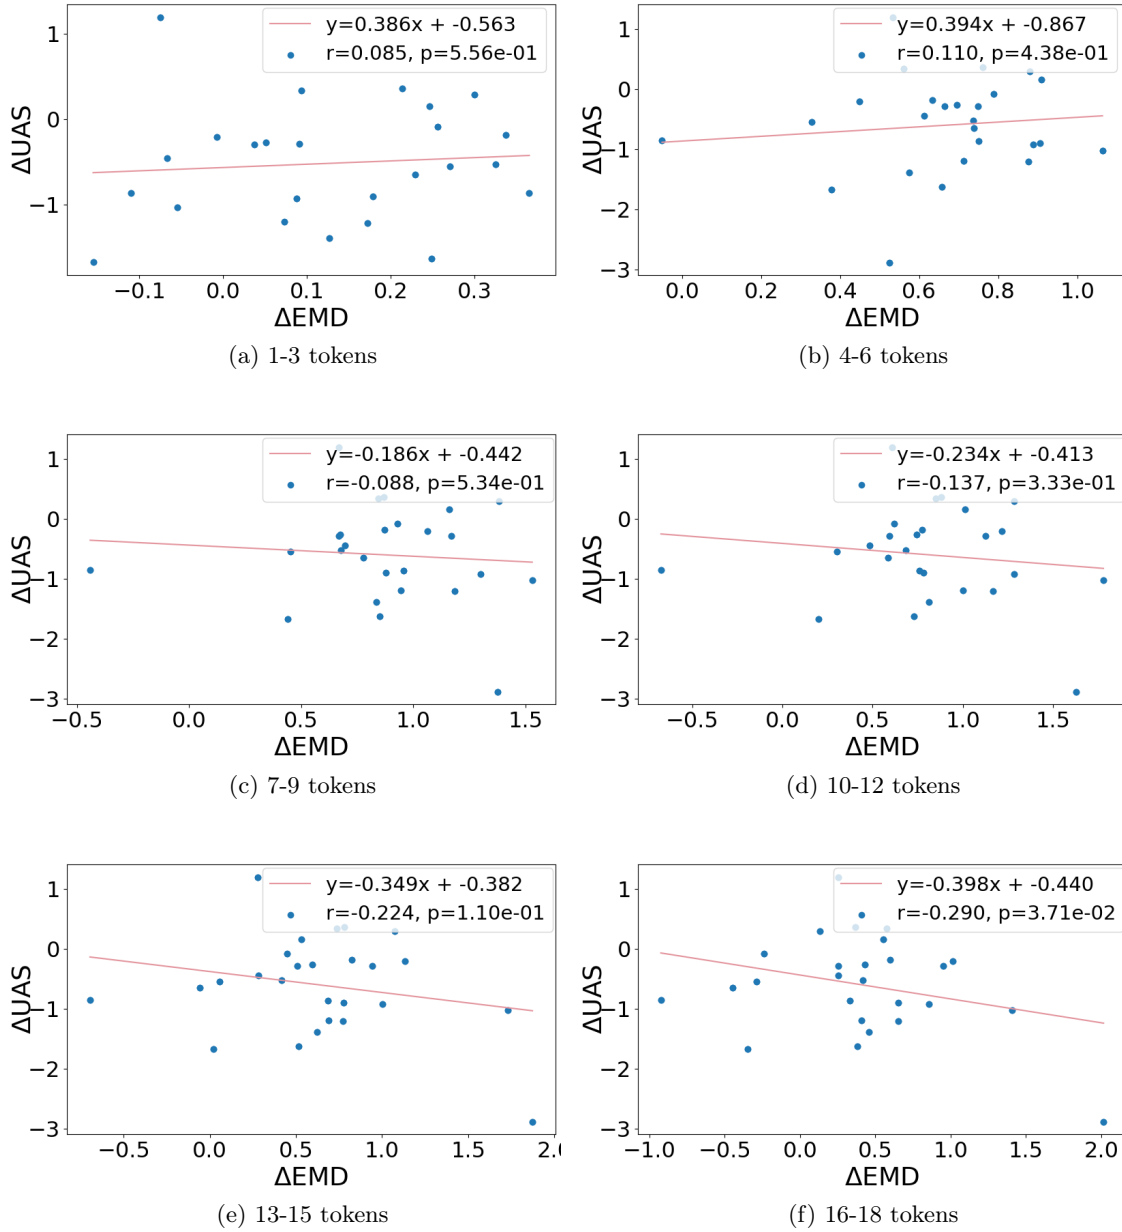 y=0.386x + -0.563
r=0.085, p=5.56e-01
1
0
−1
ΔUAS
−0.1 0.0 0.1 0.2 0.3
ΔEMD
(a) 1-3 tokens
y=0.394x + -0.867
r=0.110, p=4.38e-01
1
0
−1
−2
−3
ΔUAS
0.0 0.2 0.4 0.6 0.8 1.0
ΔEMD
(b) 4-6 tokens
y=-0.186x + -0.442
r=-0.088, p=5.34e-01
1
0
−1
−2
−3
ΔUAS
−0.5 0.0 0.5 1.0 1.5
ΔEMD
(c) 7-9 tokens
y=-0.234x + -0.413
r=-0.137, p=3.33e-01
1
0
−1
−2
−3
ΔUAS
−0.5 0.0 0.5 1.0 1.5
ΔEMD
(d) 10-12 tokens
y=-0.349x + -0.382
r=-0.224, p=1.10e-01
1
0
−1
−2
−3
ΔUAS
−0.5 0.0 0.5 1.0 1.5 2.0
ΔEMD
(e) 13-15 tokens
y=-0.398x + -0.440
r=-0.290, p=3.71e-02
1
0
−1
−2
−3
ΔUAS
−1.0 −0.5 0.0 0.5 1.0 1.5 2.0
ΔEMD
(f) 16-18 tokens